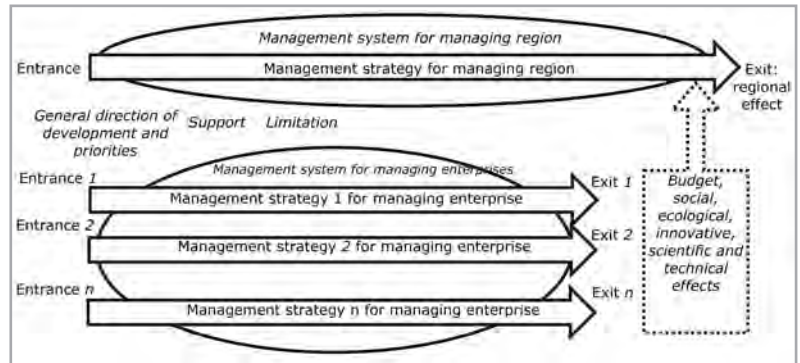 Management system for managing region
Entrance
Management strategy for managing region
Exit:
regional
effect
General direction of
development and
priorities
Support
Limitation
Management system for managing enterprises
Entrance 1
Management strategy 1 for managing enterprise
Exit 1
Entrance 2
Management strategy 2 for managing enterprise
Exit 2
Entrance n
Management strategy n for managing enterprise
Exit n
Budget,
social,
ecological,
innovative,
scientific and
technical
effects